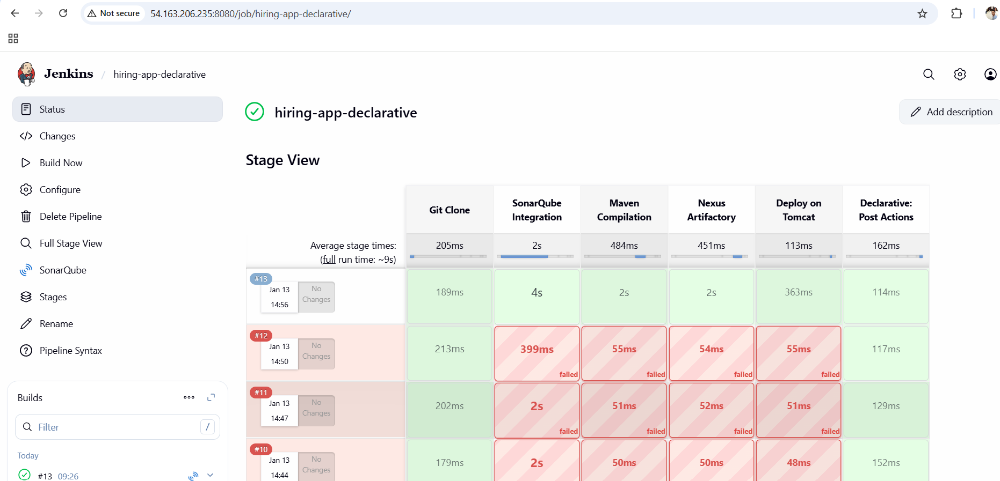 Not secure 54.163.206.235:8080/job/hiring-app-declarative/
Jenkins / hiring-app-declarative
Status
Changes
Build Now
Configure
Delete Pipeline
Full Stage View
SonarQube
Stages
Rename
Pipeline Syntax
Builds
Filter /
Today
#13 09:26
hiring-app-declarative
Add description
Stage View
Git Clone
SonarQube
Integration
Maven
Compilation
Nexus
Artifactory
Deploy on
Tomcat
Declarative:
Post Actions
Average stage times:
(full run time: ~9s)
205ms 2s 484ms 451ms 113ms 162ms
#13
Jan 13
14:56
No
Changes
189ms 4s 2s 2s 363ms 114ms
#12
Jan 13
14:50
No
Changes
213ms 399ms 55ms 54ms 55ms 117ms
failed failed failed failed
#11
Jan 13
14:47
No
Changes
202ms 2s 51ms 52ms 51ms 129ms
failed failed failed failed
#10
Jan 13
14:44
No
Changes
179ms 2s 50ms 50ms 48ms 152ms